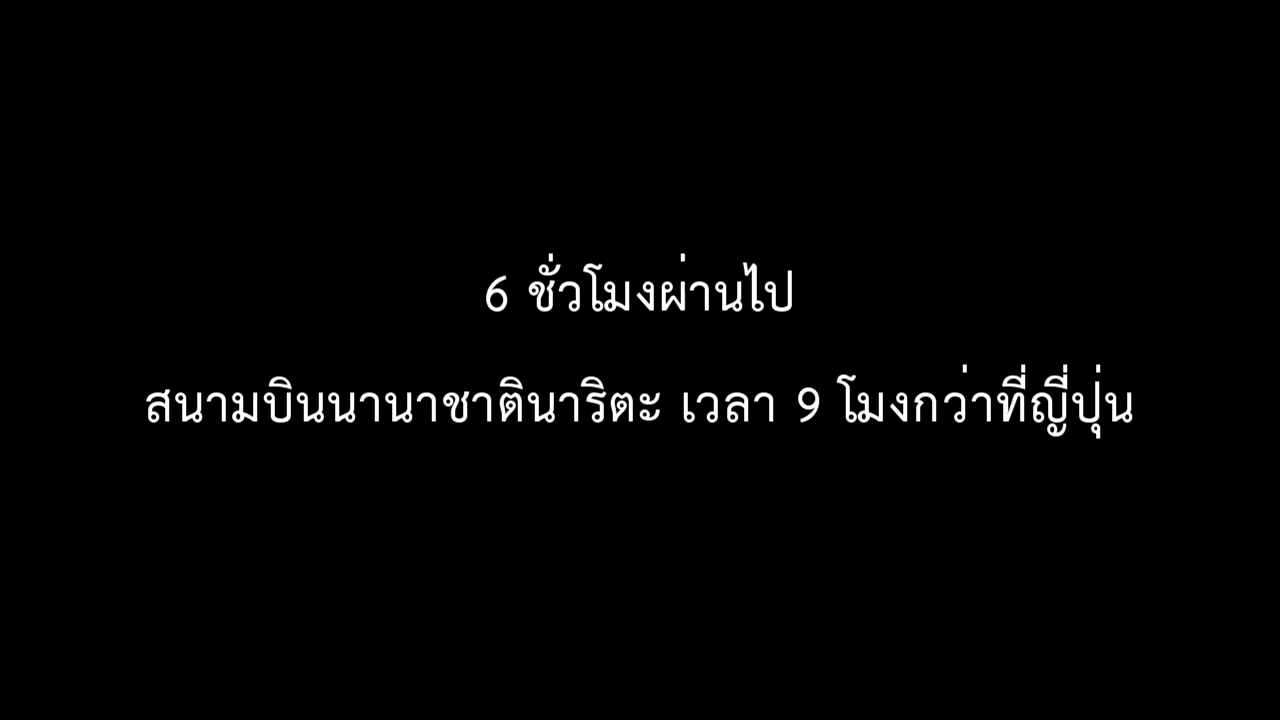 6 ชั่วโมงผ่านไป
สนามบินนานาชาตินาริตะ เวลา 9 โมงกว่าที่ญี่ปุ่น